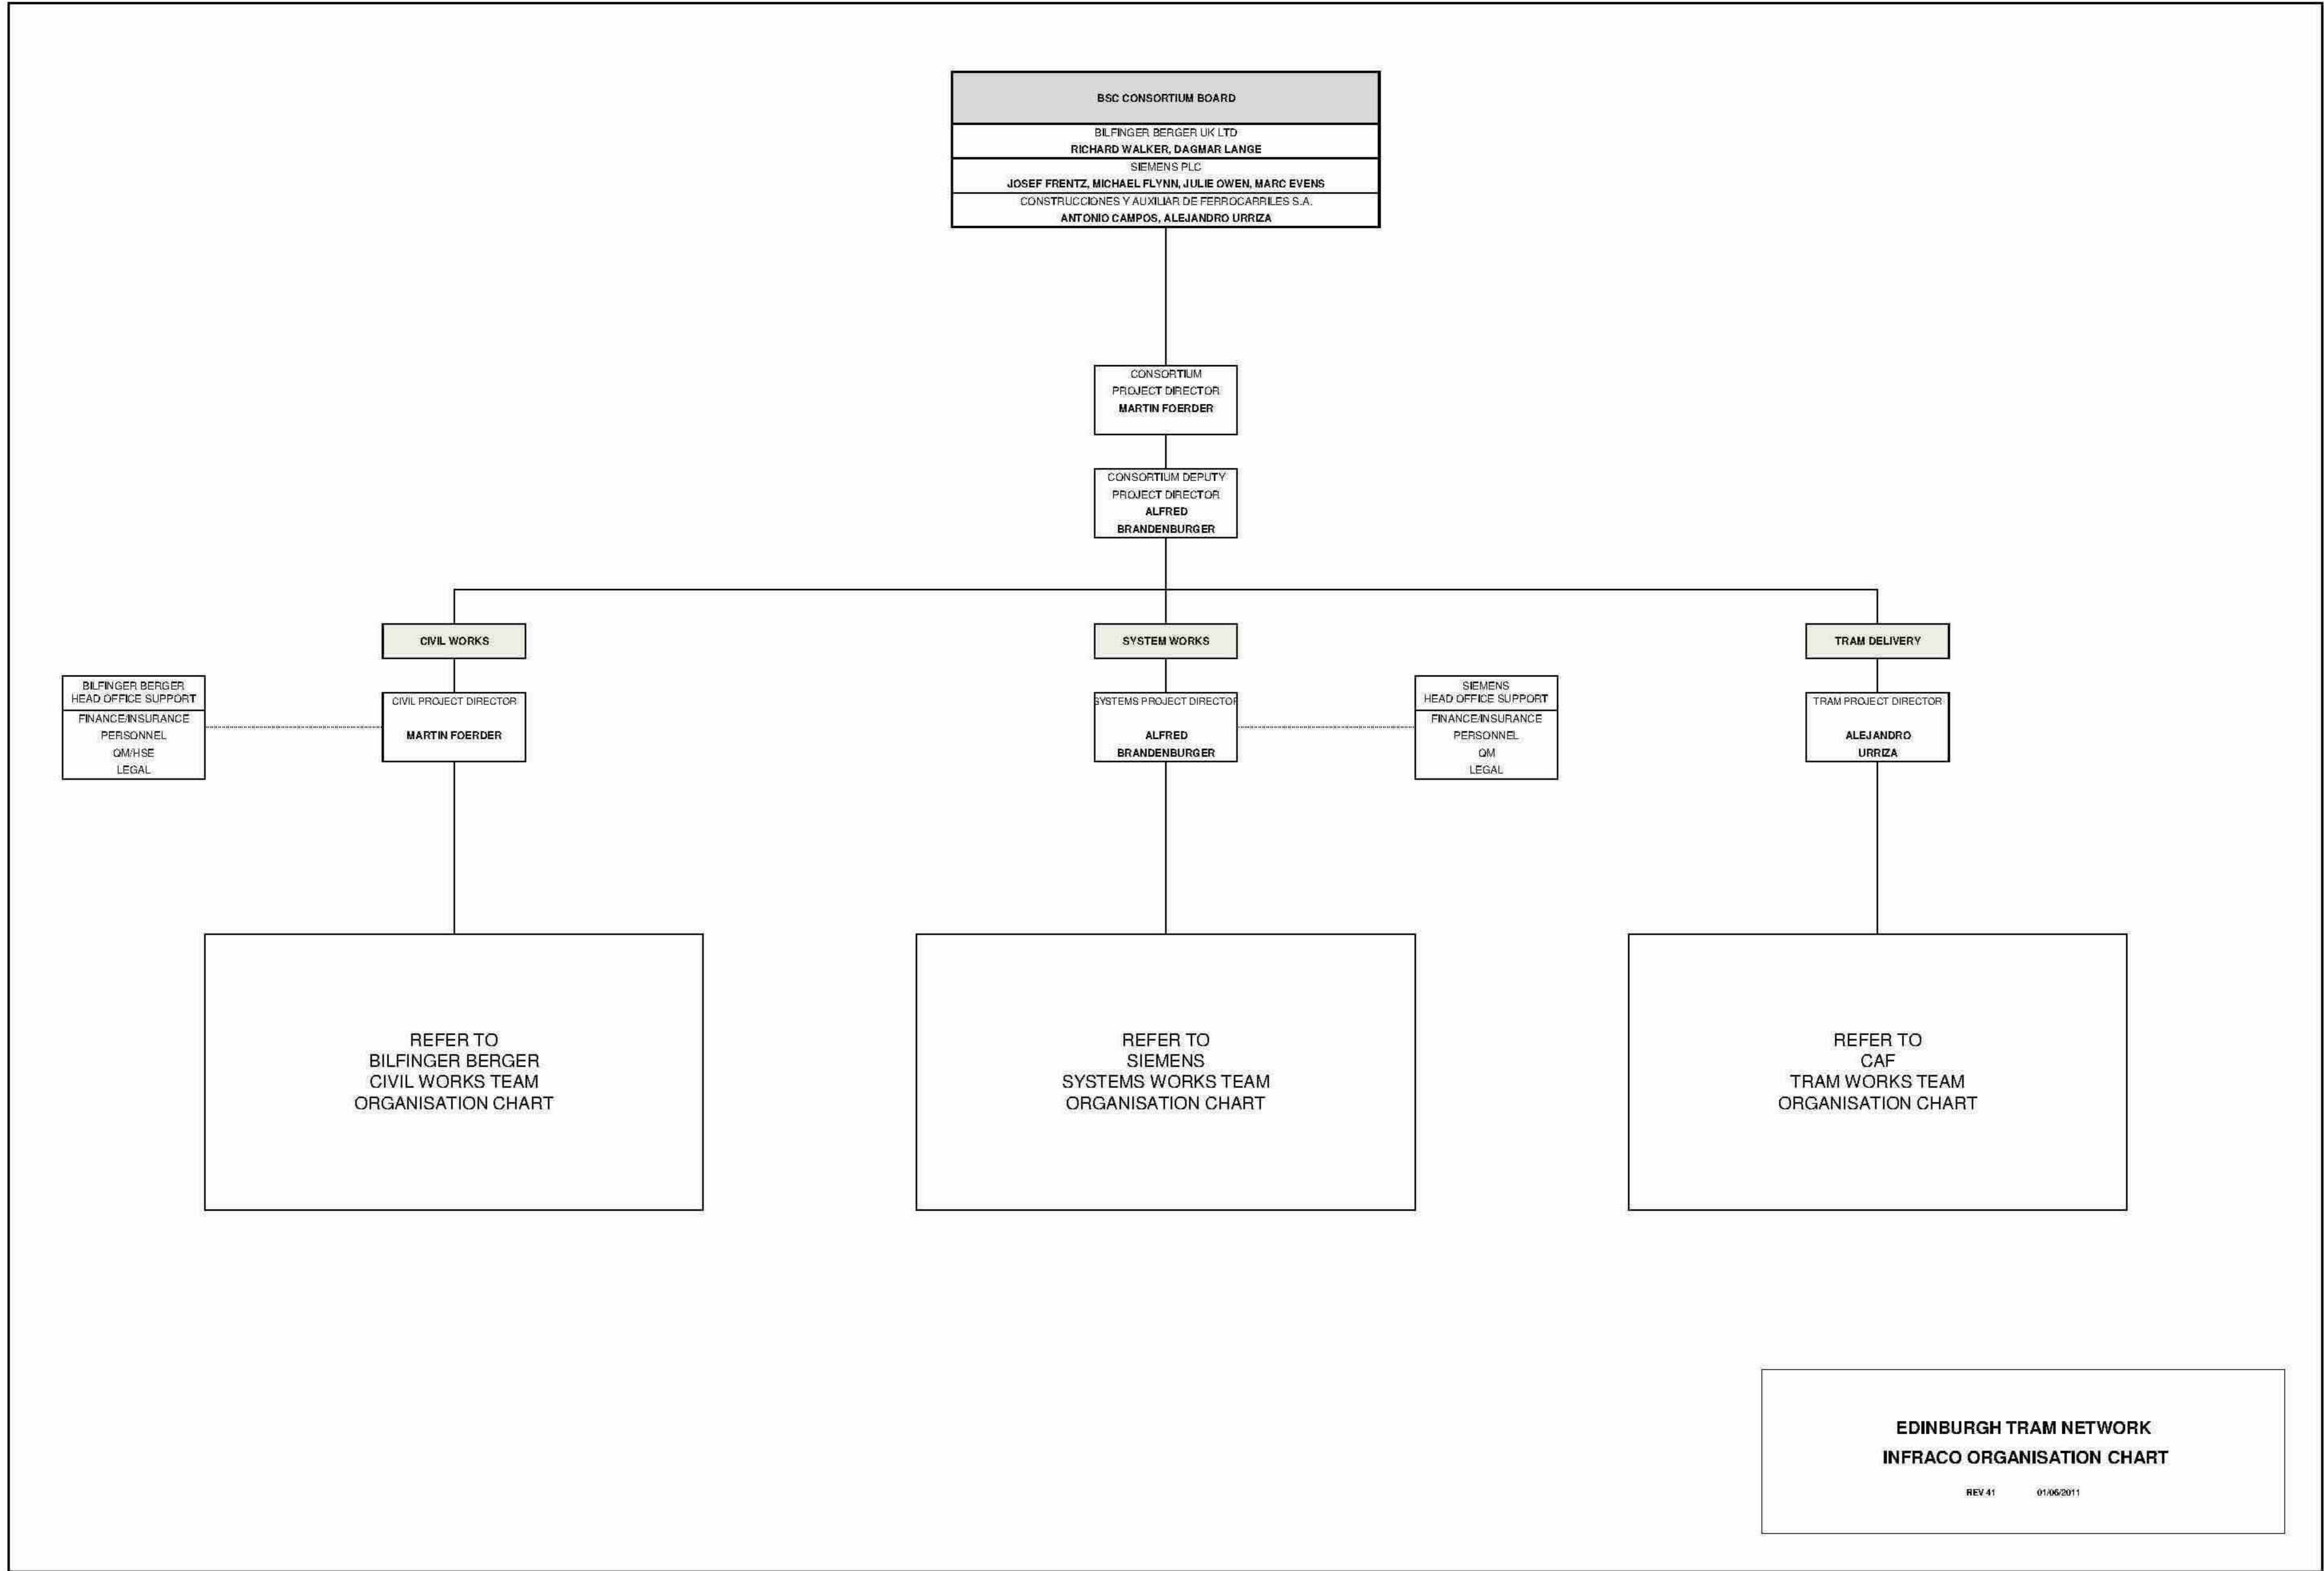 BSC CONSORTIUM BOARD
BILFINGER BERGER UK LTD
RICHARD WALKER, DAGMAR LANGE
SIEMENS PLC
JOSEF FRENTZ, MICHAEL FLYNN, JULIE OWEN, MARC EVENS
CONSTRUCCIONES Y AUXILIAR DE FERROCARRILES S.A.
ANTONIO CAMPOS, ALEJANDRO URRIZA
CONSORTIUM
PROJECT DIRECTOR
MARTIN FOERDER
CONSORTIUM DEPUTY
PROJECT DIRECTOR
ALFRED
BRANDENBURGER
CIVIL WORKS
SYSTEM WORKS
TRAM DELIVERY
BILFINGER BERGER
HEAD OFFICE SUPPORT
FINANCE/INSURANCE
PERSONNEL
QM/HSE
LEGAL
CIVIL PROJECT DIRECTOR
MARTIN FOERDER
SYSTEMS PROJECT DIRECTOR
ALFRED
BRANDENBURGER
SIEMENS
HEAD OFFICE SUPPORT
FINANCE/INSURANCE
PERSONNEL
QM
LEGAL
TRAM PROJECT DIRECTOR
ALEJANDRO
URRIZA
REFER TO
BILFINGER BERGER
CIVIL WORKS TEAM
ORGANISATION CHART
REFER TO
SIEMENS
SYSTEMS WORKS TEAM
ORGANISATION CHART
REFER TO
CAF
TRAM WORKS TEAM
ORGANISATION CHART
EDINBURGH TRAM NETWORK
INFRACO ORGANISATION CHART
REV 41 01/06/2011